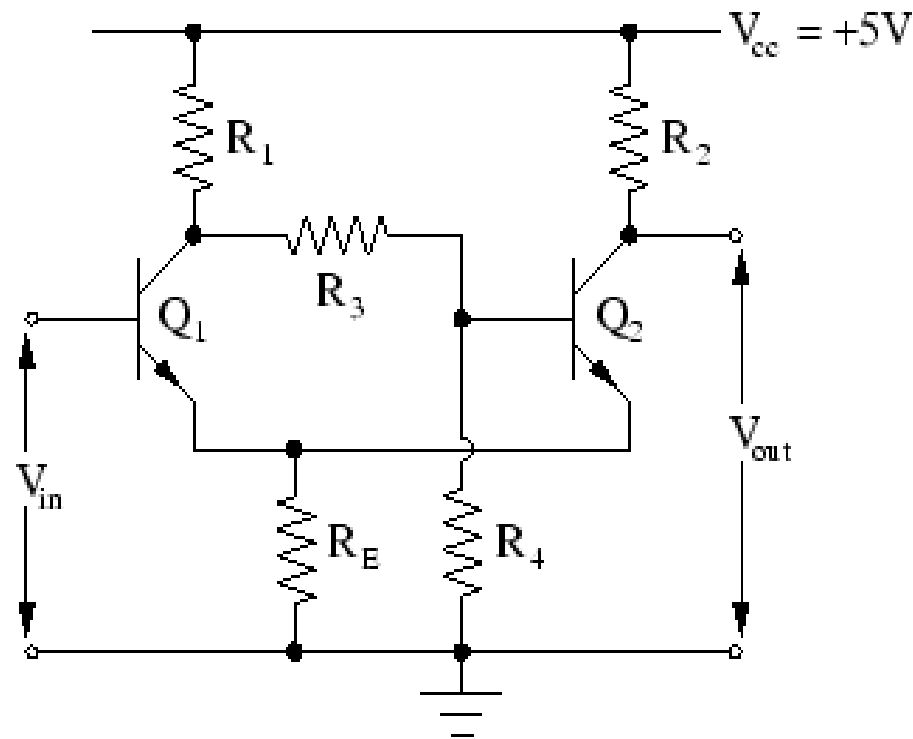 V_cc = +5V
R_1
R_2
R_3
Q_1
Q_2
V_in
V_out
R_E
R_4